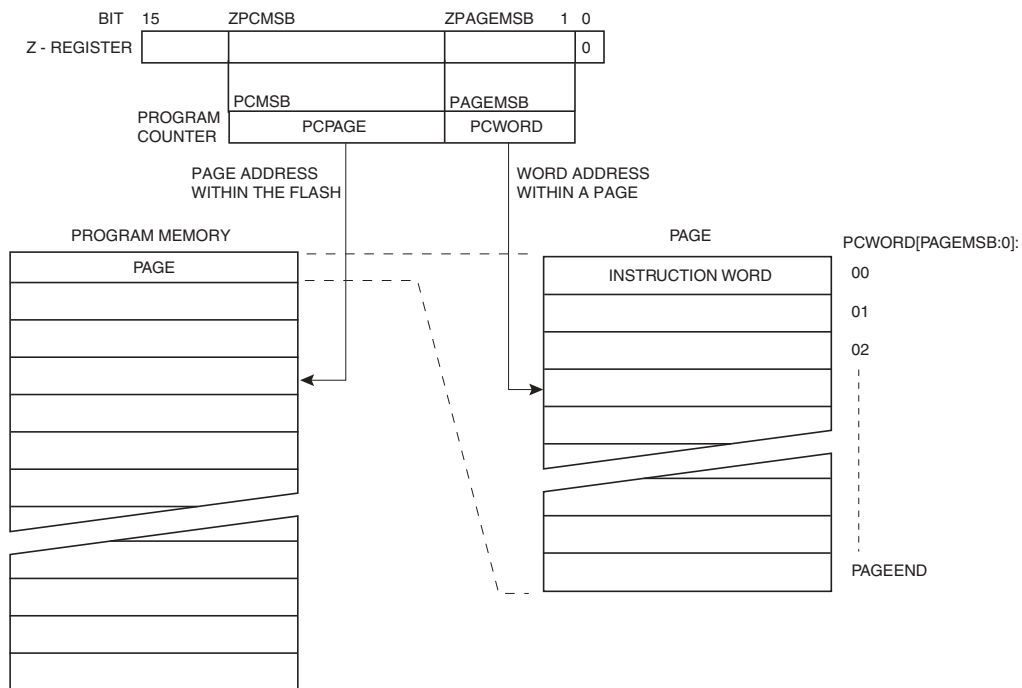 BIT 15 ZPCMSB ZPAGEMSB 1 0
Z - REGISTER 0
PCMSB PAGEMSB
PROGRAM
COUNTER
PCPAGE PCWORD
PAGE ADDRESS
WITHIN THE FLASH
WORD ADDRESS
WITHIN A PAGE
PROGRAM MEMORY
PAGE
PAGE
INSTRUCTION WORD
PCWORD[PAGEMSB:0]:
00
01
02
PAGEEND